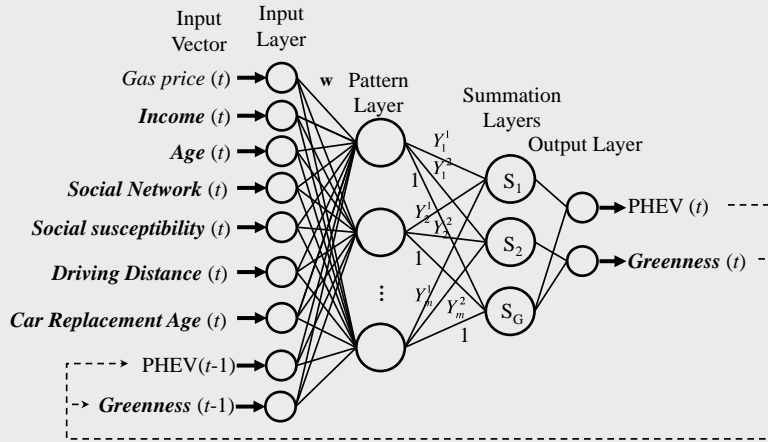 Input
Vector
Input
Layer
Gas price (t)
Income (t)
Age (t)
Social Network (t)
Social susceptibility (t)
Driving Distance (t)
Car Replacement Age (t)
PHEV(t-1)
Greenness (t-1)
w
Pattern
Layer
⋮
Y₁¹
Y₁²
1
Y₂¹
Y₂²
1
Yₘ¹
Yₘ²
1
Summation
Layers
S₁
S₂
S_G
Output Layer
PHEV (t)
Greenness (t)